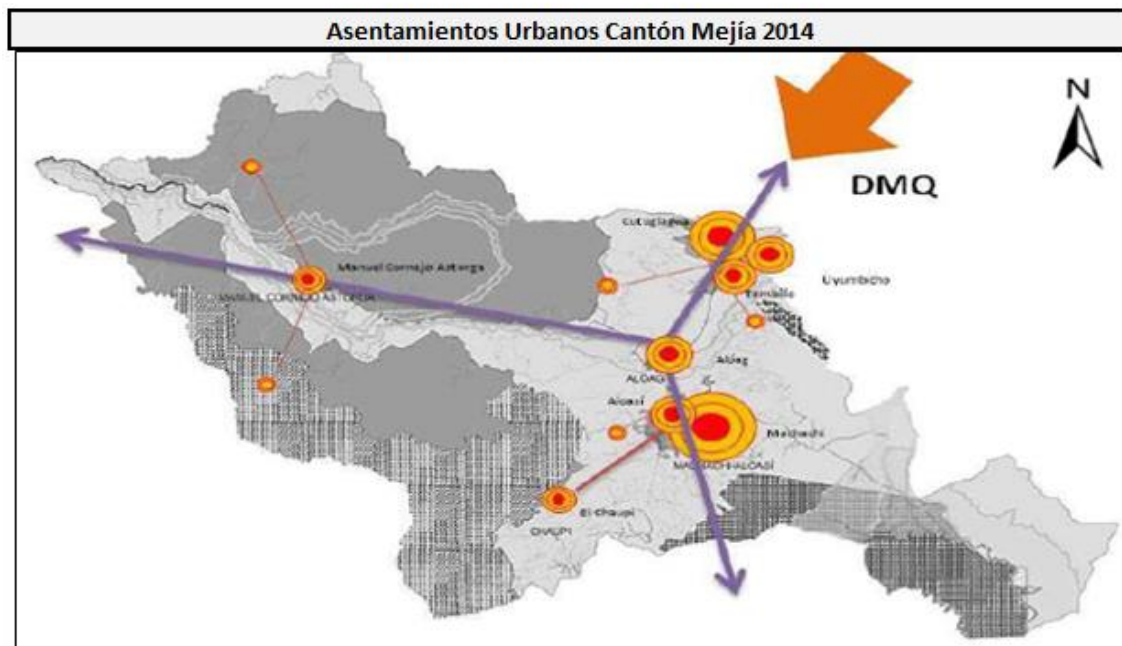 Asentamientos Urbanos Cantón Mejía 2014
N
DMQ
Cutuglagua
Uyumbicho
Manuel Cornejo Astorga
MANUEL CORNEJO ASTORGA
Tambillo
Alóag
ALOAG
Aloasí
Machachi
MACHACHI-ALOASÍ
El Chaupi
CHAUPI